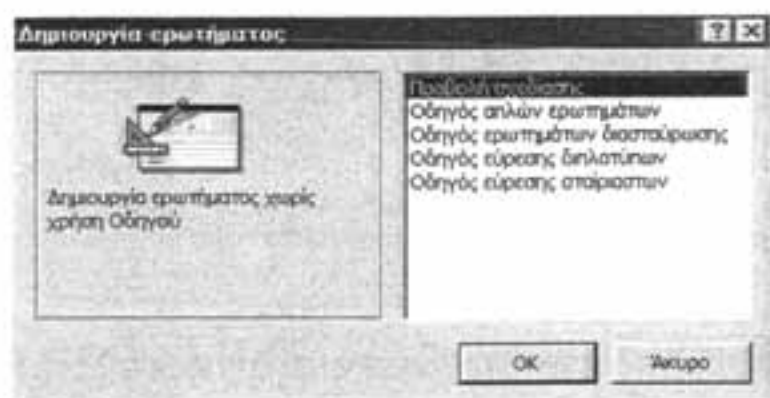 Δημιουργία ερωτήματος
Δημιουργία ερωτήματος χωρίς
χρήση Οδηγού
Προβολή σχεδίασης
Οδηγός απλών ερωτημάτων
Οδηγός ερωτημάτων διασταύρωσης
Οδηγός εύρεσης διπλοτύπων
Οδηγός εύρεσης αταίριαστων
OK
Άκυρο